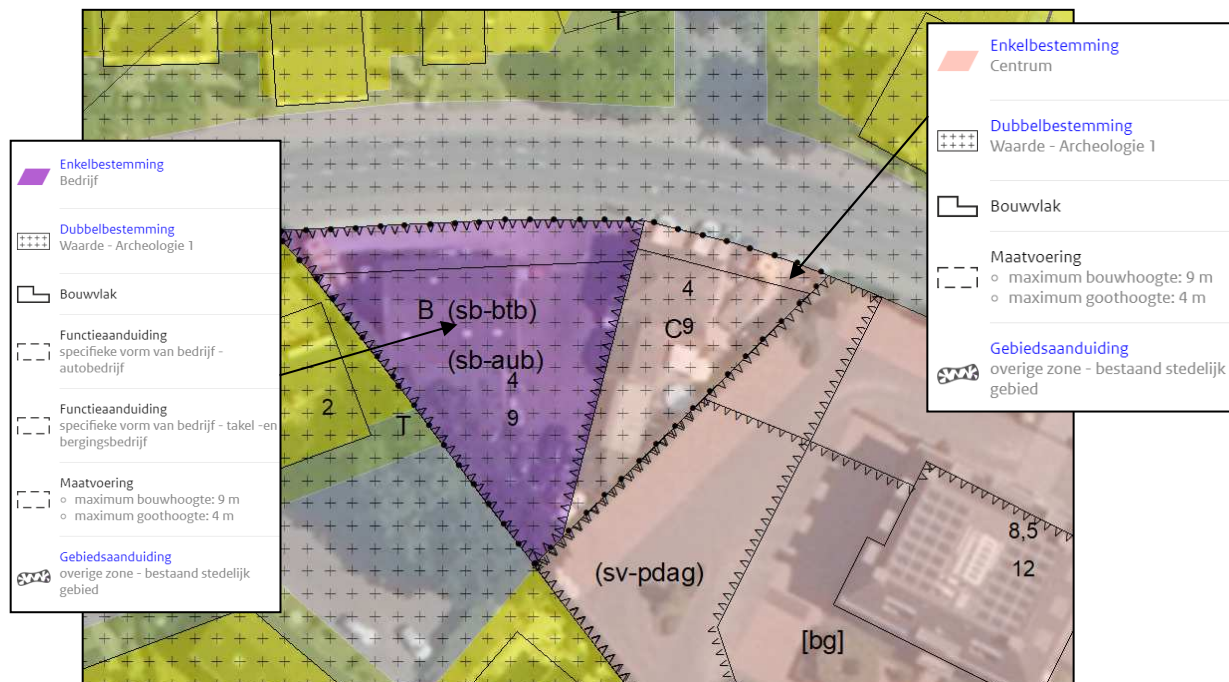 T
Enkelbestemming
Bedrijf
Dubbelbestemming
Waarde - Archeologie 1
Bouwvlak
Functieaanduiding
specifieke vorm van bedrijf -
autobedrijf
Functieaanduiding
specifieke vorm van bedrijf - takel -en
bergingsbedrijf
Maatvoering
maximum bouwhoogte: 9 m
maximum goothoogte: 4 m
Gebiedsaanduiding
overige zone - bestaand stedelijk
gebied
B (sb-btb)
(sb-aub)
4
9
2
T
4
C9
(sv-pdag)
8,5
12
[bg]
Enkelbestemming
Centrum
Dubbelbestemming
Waarde - Archeologie 1
Bouwvlak
Maatvoering
maximum bouwhoogte: 9 m
maximum goothoogte: 4 m
Gebiedsaanduiding
overige zone - bestaand stedelijk
gebied